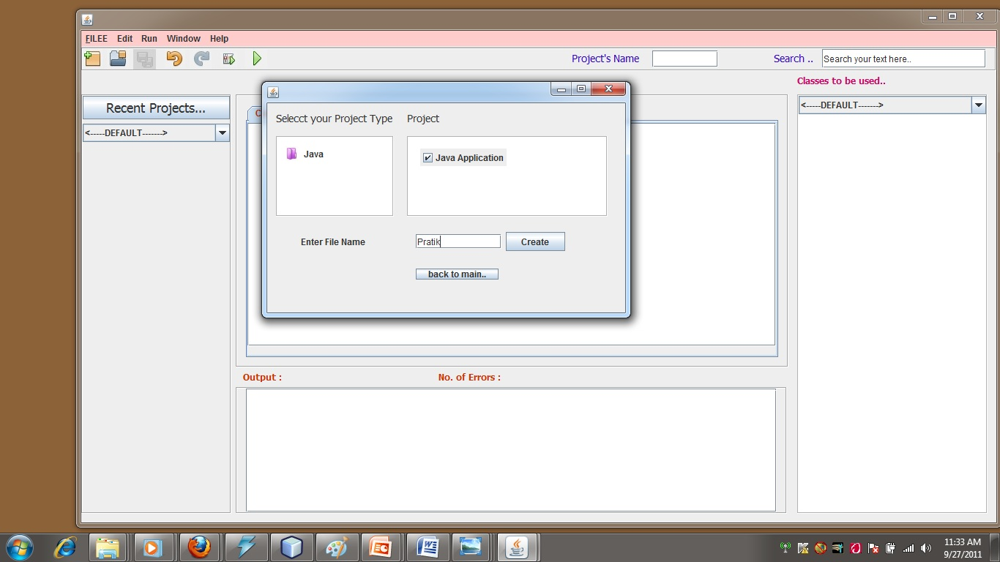 FILEE Edit Run Window Help
Project's Name
Search .. Search your text here..
Classes to be used..
<-----DEFAULT------->
Recent Projects...
<-----DEFAULT------->
C
Selecct your Project Type
Project
Java
Java Application
Enter File Name
Pratik
Create
back to main..
Output :
No. of Errors :
11:33 AM
9/27/2011